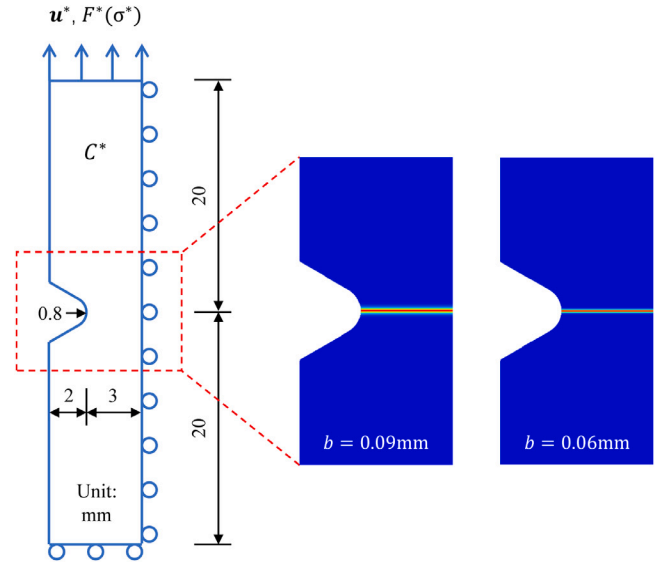 𝒖*, F*(σ*)
C*
20
0.8
2
3
20
Unit:
mm
b = 0.09mm
b = 0.06mm